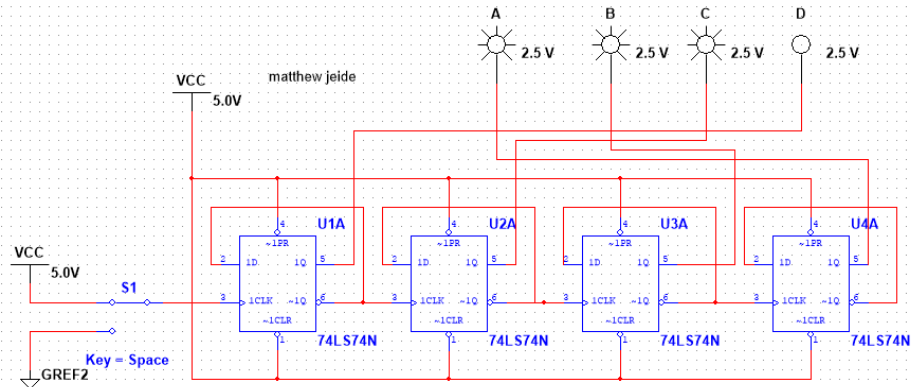 A B C D
2.5 V 2.5 V 2.5 V 2.5 V
matthew jeide
VCC
5.0V
U1A U2A U3A U4A
4 4 4 4
~1PR ~1PR ~1PR ~1PR
2 1D 1Q 5 2 1D 1Q 5 2 1D 1Q 5 2 1D 1Q 5
VCC
5.0V
S1
3 1CLK ~1Q 6 3 1CLK ~1Q 6 3 1CLK ~1Q 6 3 1CLK ~1Q 6
~1CLR ~1CLR ~1CLR ~1CLR
1 1 1 1
74LS74N 74LS74N 74LS74N 74LS74N
Key = Space
GREF2